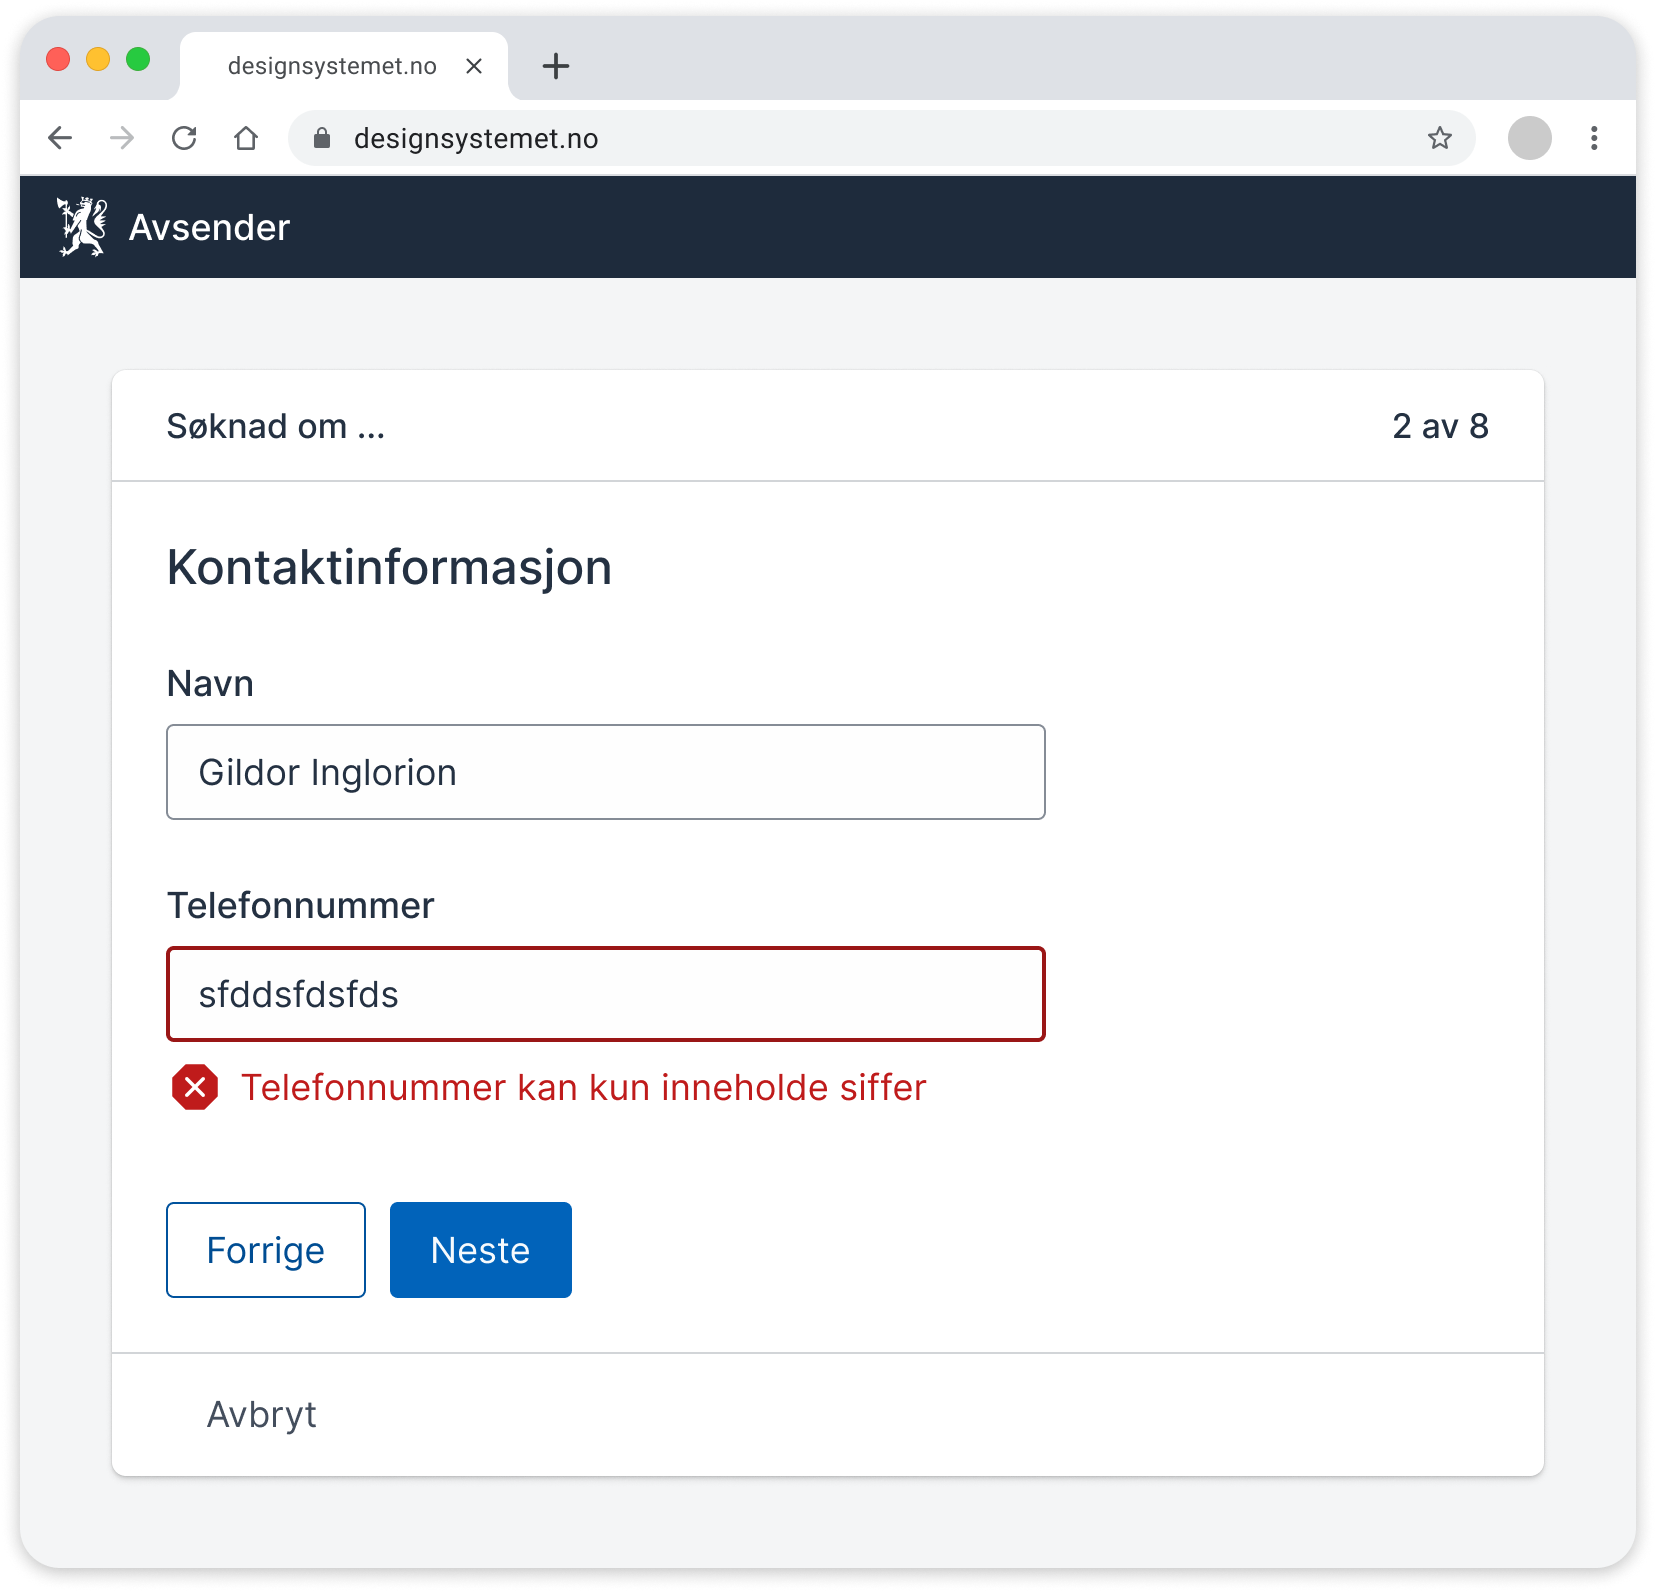 designsystemet.no
designsystemet.no
Avsender
Søknad om ...
2 av 8
Kontaktinformasjon
Navn
Gildor Inglorion
Telefonnummer
sfddsfdsfds
Telefonnummer kan kun inneholde siffer
Forrige
Neste
Avbryt